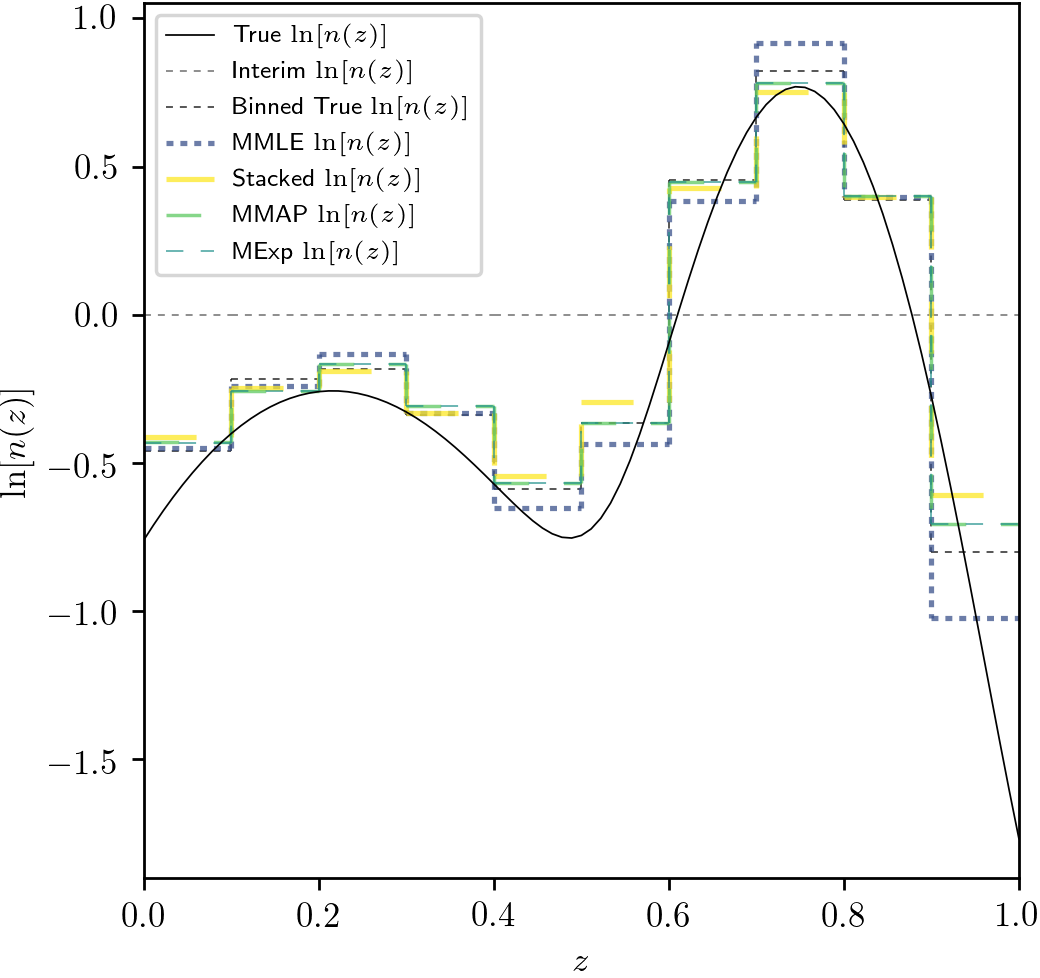 1.0
0.5
0.0
−0.5
−1.0
−1.5
ln[n(z)]
True ln[n(z)]
Interim ln[n(z)]
Binned True ln[n(z)]
MMLE ln[n(z)]
Stacked ln[n(z)]
MMAP ln[n(z)]
MExp ln[n(z)]
0.0 0.2 0.4 0.6 0.8 1.0
z